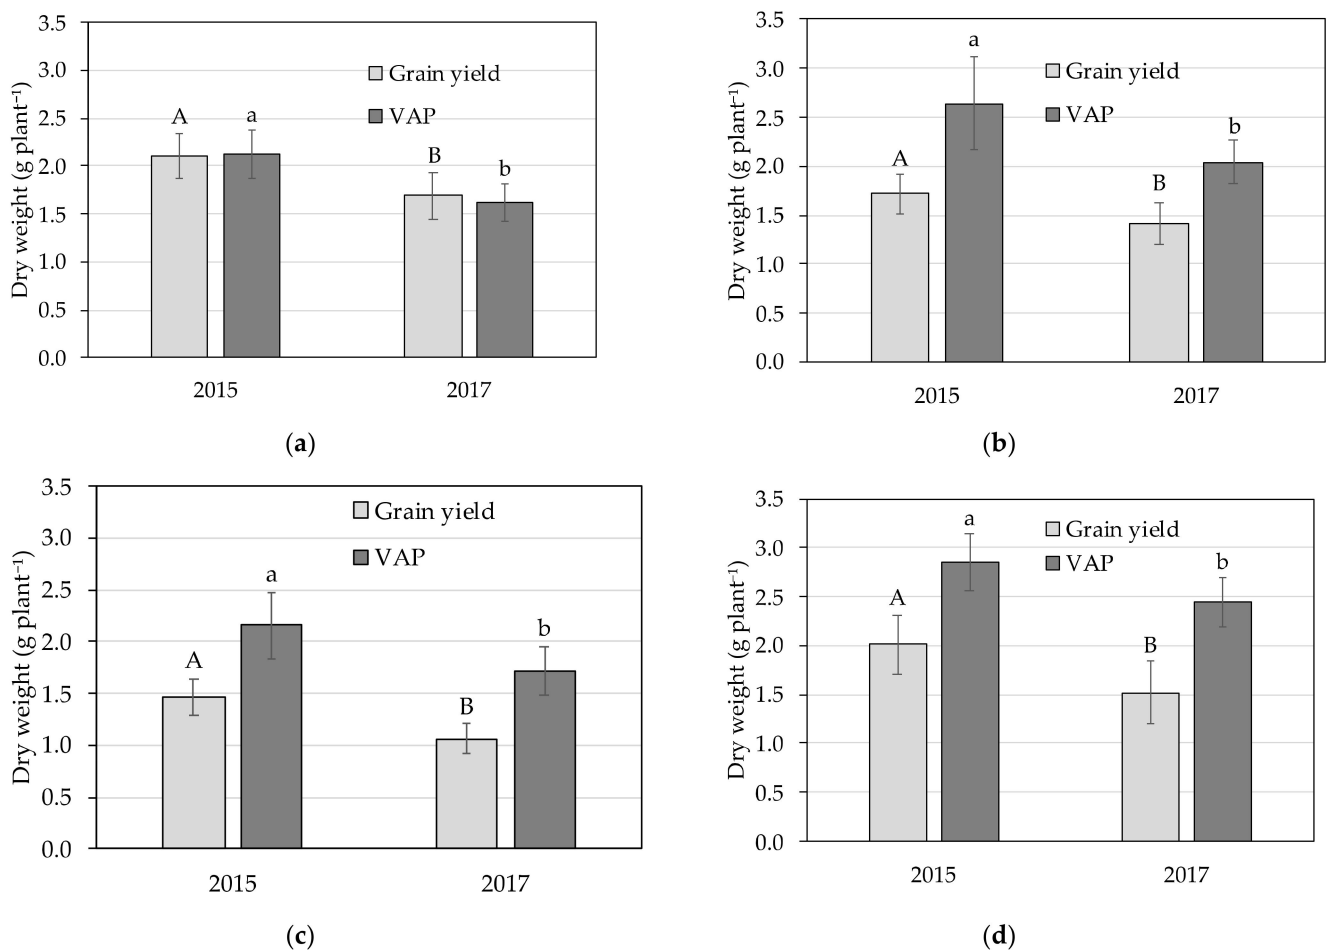 Dry weight (g plant⁻¹)
3.5
3.0
2.5
2.0
1.5
1.0
0.5
0.0
Grain yield
VAP
A
a
B
b
2015
2017
(a)
Dry weight (g plant⁻¹)
3.5
3.0
2.5
2.0
1.5
1.0
0.5
0.0
Grain yield
VAP
A
a
B
b
2015
2017
(b)
Dry weight (g plant⁻¹)
3.5
3.0
2.5
2.0
1.5
1.0
0.5
0.0
Grain yield
VAP
A
a
B
b
2015
2017
(c)
Dry weight (g plant⁻¹)
3.5
3.0
2.5
2.0
1.5
1.0
0.5
0.0
Grain yield
VAP
A
a
B
b
2015
2017
(d)